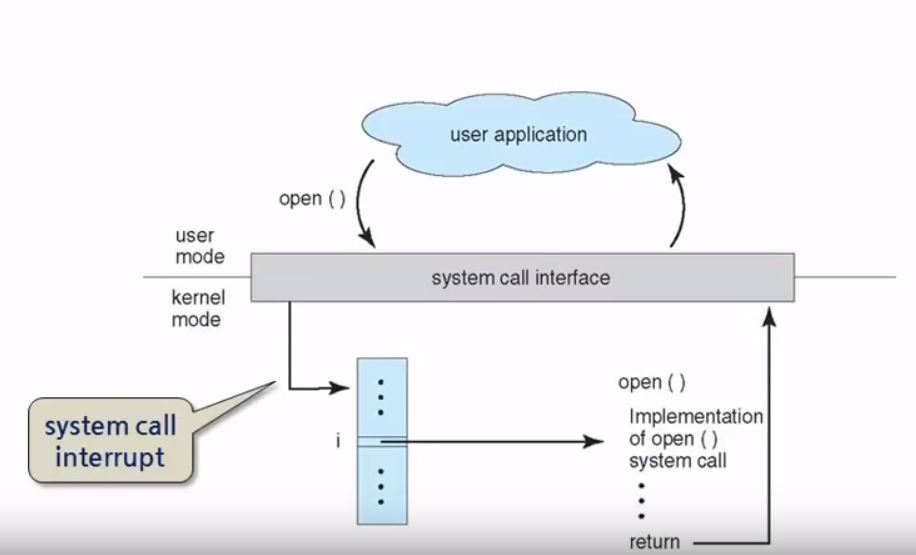 user application
open ( )
user
mode
system call interface
kernel
mode
open ( )
Implementation
of open ( )
system call
system call
interrupt
i
return